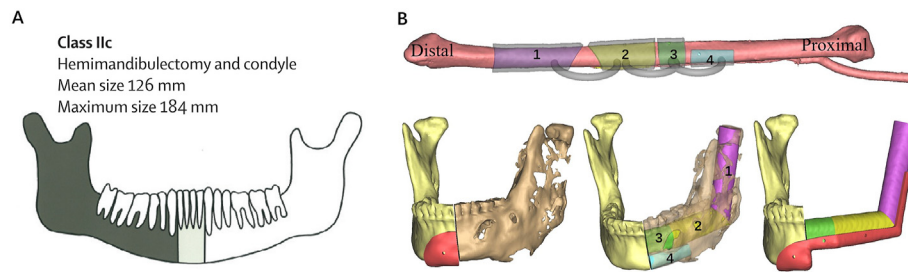 A
Class IIc
Hemimandibulectomy and condyle
Mean size 126 mm
Maximum size 184 mm
B
Distal 1 2 3 4 Proximal
1
2
3
4